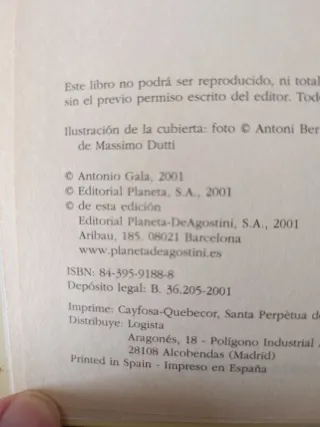 Este libro no podrá ser reproducido, ni total
sin el previo permiso escrito del editor. Todo
Ilustración de la cubierta: foto © Antoni Ber
de Massimo Dutti
© Antonio Gala, 2001
© Editorial Planeta, S.A., 2001
© de esta edición
Editorial Planeta-DeAgostini, S.A., 2001
Aribau, 185. 08021 Barcelona
www.planetadeagostini.es
ISBN: 84-395-9188-8
Depósito legal: B. 36.205-2001
Imprime: Cayfosa-Quebecor, Santa Perpètua de
Distribuye: Logista
Aragonés, 18 - Polígono Industrial
28108 Alcobendas (Madrid)
Printed in Spain - Impreso en España